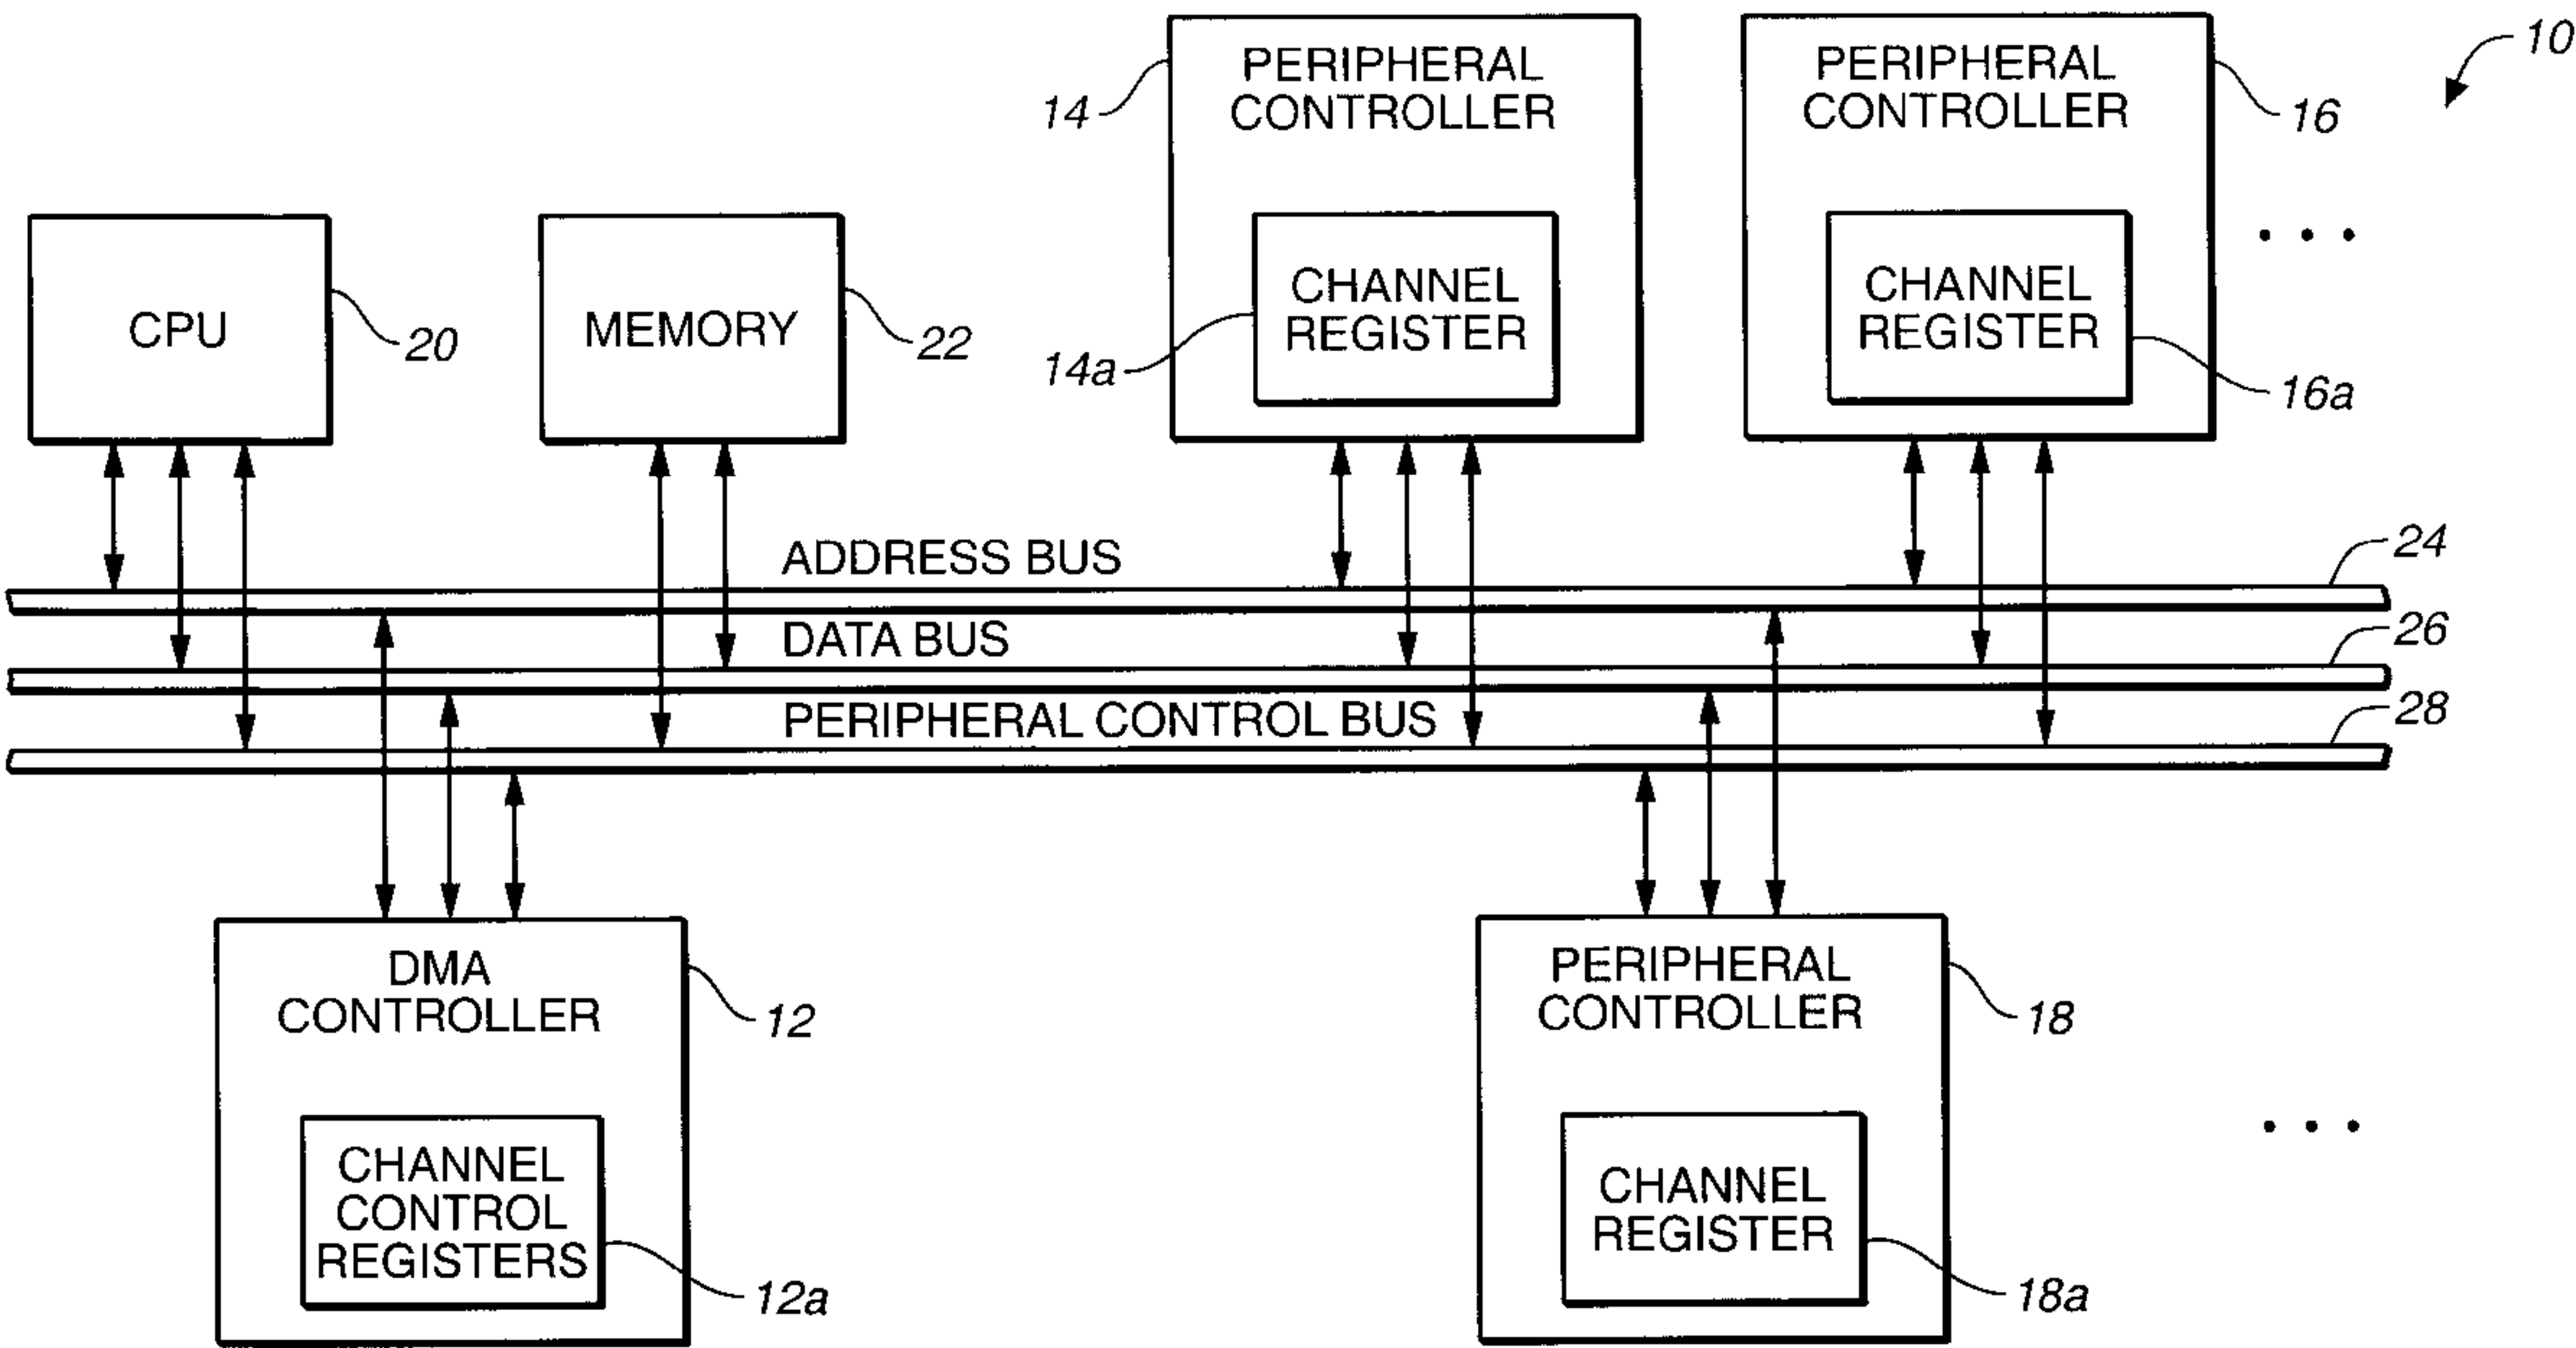 10
PERIPHERAL
CONTROLLER
14
CHANNEL
REGISTER
14a
PERIPHERAL
CONTROLLER
16
CHANNEL
REGISTER
16a
. . .
CPU
20
MEMORY
22
ADDRESS BUS
24
DATA BUS
26
PERIPHERAL CONTROL BUS
28
DMA
CONTROLLER
12
CHANNEL
CONTROL
REGISTERS
12a
PERIPHERAL
CONTROLLER
18
CHANNEL
REGISTER
18a
. . .